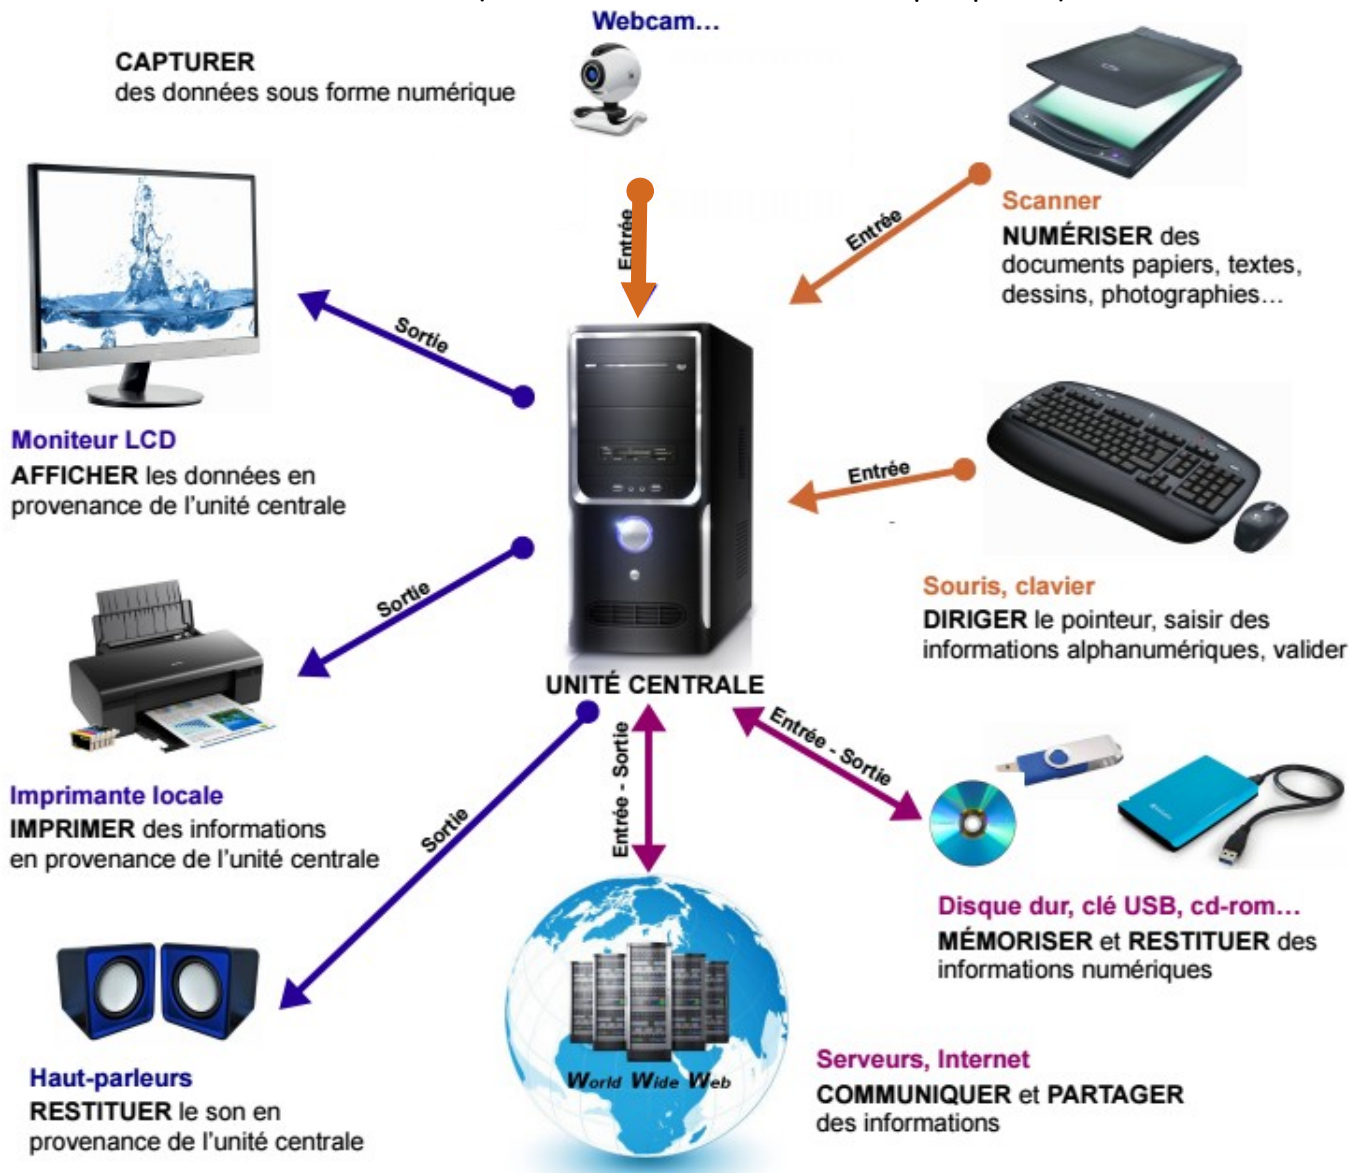 Webcam…
CAPTURER
des données sous forme numérique
Entrée
Scanner
NUMÉRISER des
documents papiers, textes,
dessins, photographies…
Entrée
Sortie
Moniteur LCD
AFFICHER les données en
provenance de l’unité centrale
Entrée
Souris, clavier
DIRIGER le pointeur, saisir des
informations alphanumériques, valider
Sortie
UNITÉ CENTRALE
Imprimante locale
IMPRIMER des informations
en provenance de l’unité centrale
Sortie
Entrée - Sortie
Entrée - Sortie
Disque dur, clé USB, cd-rom…
MÉMORISER et RESTITUER des
informations numériques
World Wide Web
Haut-parleurs
RESTITUER le son en
provenance de l’unité centrale
Serveurs, Internet
COMMUNIQUER et PARTAGER
des informations